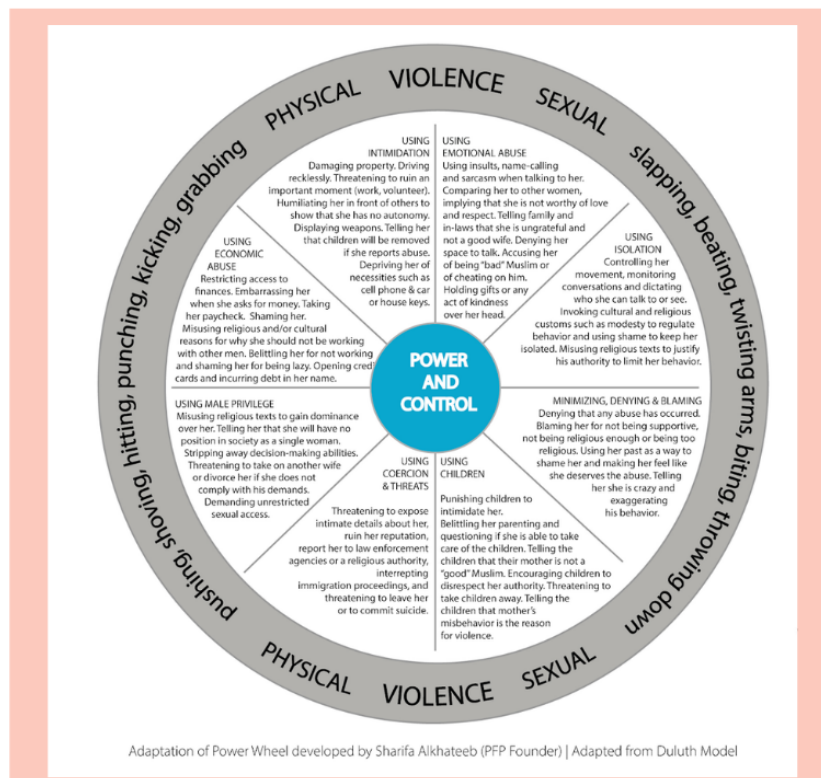 PHYSICAL VIOLENCE SEXUAL
slapping, beating, twisting arms, biting, throwing down
pushing, shoving, hitting, punching, kicking, grabbing
USING
INTIMIDATION
Damaging property. Driving
recklessly. Threatening to ruin an
important moment (work, volunteer).
Humiliating her in front of others to
show that she has no autonomy.
Displaying weapons. Telling her
that children will be removed
if she reports abuse.
Depriving her of
necessities such as
cell phone & car
or house keys.
USING
EMOTIONAL ABUSE
Using insults, name-calling
and sarcasm when talking to her.
Comparing her to other women,
implying that she is not worthy of love
and respect. Telling family and
in-laws that she is ungrateful and
not a good wife. Denying her
space to talk. Accusing her
of being “bad” Muslim or
of cheating on him.
Holding gifts or any
act of kindness
over her head.
USING
ISOLATION
Controlling her
movement, monitoring
conversations and dictating
who she can talk to or see.
Invoking cultural and religious
customs such as modesty to regulate
behavior and using shame to keep her
isolated. Misusing religious texts to justify
his authority to limit her behavior.
MINIMIZING, DENYING & BLAMING
Denying that any abuse has occurred.
Blaming her for not being supportive,
not being religious enough or being too
religious. Using her past as a way to
shame her and making her feel like
she deserves the abuse. Telling
her she is crazy and
exaggerating
his behavior.
USING
CHILDREN
Punishing children to
intimidate her.
Belittling her parenting and
questioning if she is able to take
care of the children. Telling the
children that their mother is not a
“good” Muslim. Encouraging children to
disrespect her authority. Threatening to
take children away. Telling the
children that mother’s
misbehavior is the reason
for violence.
USING
COERCION
& THREATS
Threatening to expose
intimate details about her,
ruin her reputation,
report her to law enforcement
agencies or a religious authority,
interrepting
immigration proceedings, and
threatening to leave her
or to commit suicide.
USING MALE PRIVILEGE
Misusing religious texts to gain dominance
over her. Telling her that she will have no
position in society as a single woman.
Stripping away decision-making abilities.
Threatening to take on another wife
or divorce her if she does not
comply with his demands.
Demanding unrestricted
sexual access.
USING
ECONOMIC
ABUSE
Restricting access to
finances. Embarrassing her
when she asks for money. Taking
her paycheck. Shaming her.
Misusing religious and/or cultural
reasons for why she should not be working
with other men. Belittling her for not working
and shaming her for being lazy. Opening credi
cards and incurring debt in her name.
POWER
AND
CONTROL
PHYSICAL VIOLENCE SEXUAL
Adaptation of Power Wheel developed by Sharifa Alkhateeb (PFP Founder) | Adapted from Duluth Model